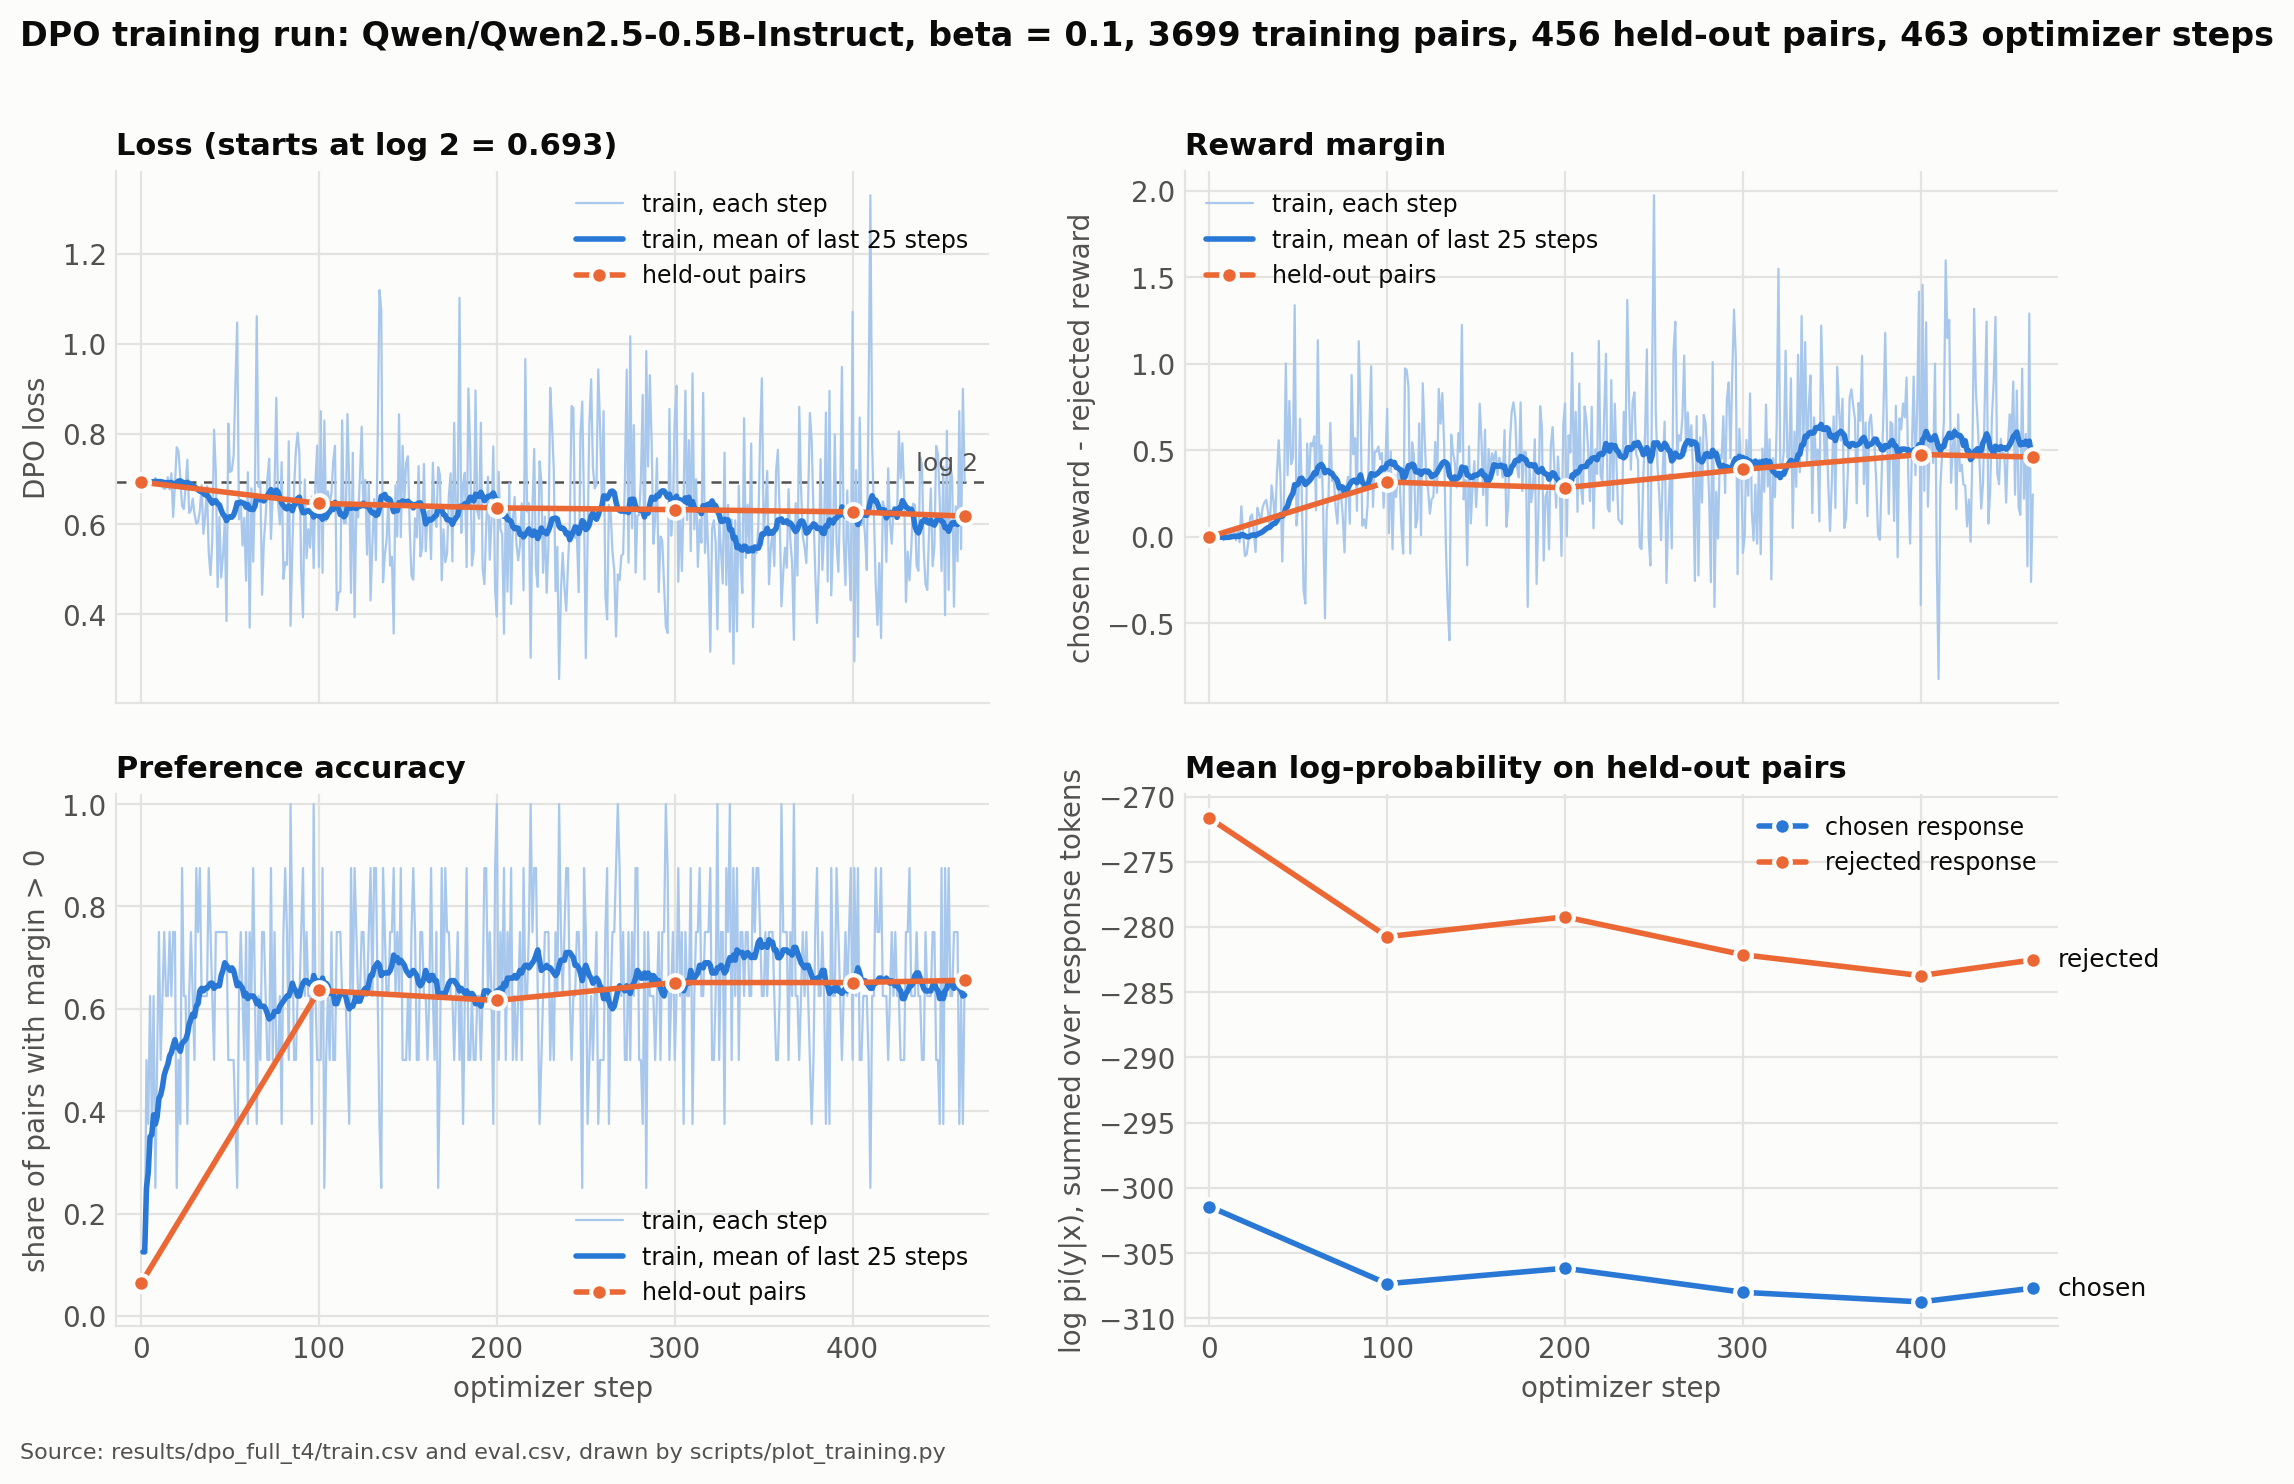 DPO training run: Qwen/Qwen2.5-0.5B-Instruct, beta = 0.1, 3699 training pairs, 456 held-out pairs, 463 optimizer steps
Loss (starts at log 2 = 0.693)
DPO loss
1.2
1.0
0.8
0.6
0.4
train, each step
train, mean of last 25 steps
held-out pairs
log 2
Reward margin
chosen reward - rejected reward
2.0
1.5
1.0
0.5
0.0
−0.5
train, each step
train, mean of last 25 steps
held-out pairs
Preference accuracy
share of pairs with margin > 0
1.0
0.8
0.6
0.4
0.2
0.0
train, each step
train, mean of last 25 steps
held-out pairs
0 100 200 300 400
optimizer step
Mean log-probability on held-out pairs
log pi(y|x), summed over response tokens
−270
−275
−280
−285
−290
−295
−300
−305
−310
chosen response
rejected response
rejected
chosen
0 100 200 300 400
optimizer step
Source: results/dpo_full_t4/train.csv and eval.csv, drawn by scripts/plot_training.py